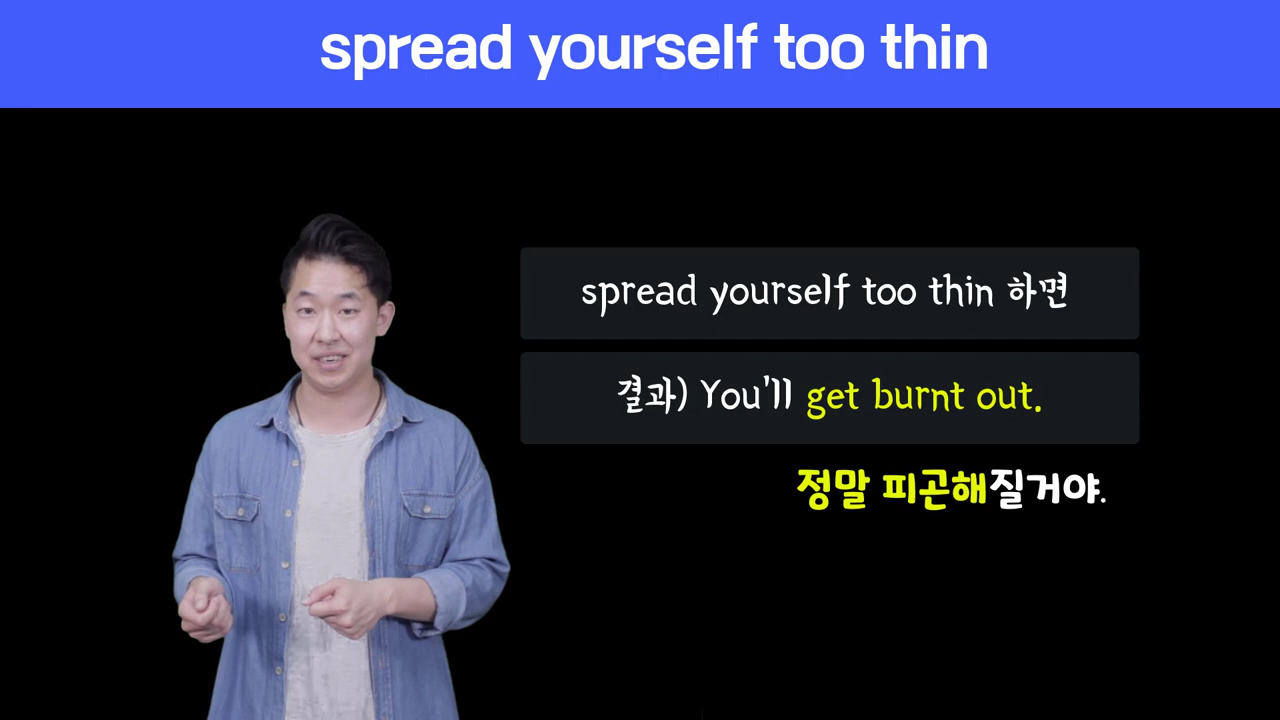 spread yourself too thin
spread yourself too thin 하면
결과) You'll get burnt out.
정말 피곤해질거야.